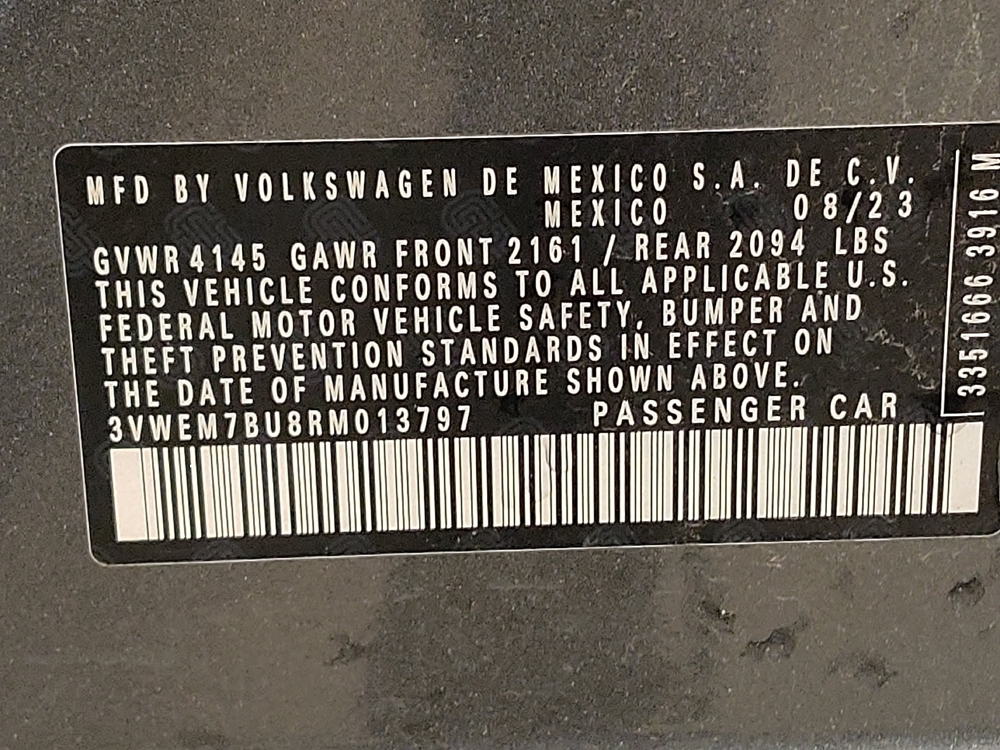 MFD BY VOLKSWAGEN DE MEXICO S.A. DE C.V.
MEXICO 08/23
GVWR 4145 GAWR FRONT 2161 / REAR 2094 LBS
THIS VEHICLE CONFORMS TO ALL APPLICABLE U.S.
FEDERAL MOTOR VEHICLE SAFETY, BUMPER AND
THEFT PREVENTION STANDARDS IN EFFECT ON
THE DATE OF MANUFACTURE SHOWN ABOVE.
3VWEM7BU8RM013797 PASSENGER CAR
3351666 3916 M